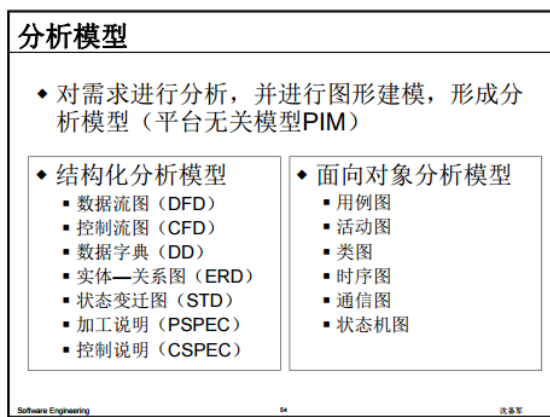 分析模型
◆ 对需求进行分析，并进行图形建模，形成分
析模型（平台无关模型PIM）
◆ 结构化分析模型
▪ 数据流图（DFD）
▪ 控制流图（CFD）
▪ 数据字典（DD）
▪ 实体—关系图（ERD）
▪ 状态变迁图（STD）
▪ 加工说明（PSPEC）
▪ 控制说明（CSPEC）
◆ 面向对象分析模型
▪ 用例图
▪ 活动图
▪ 类图
▪ 时序图
▪ 通信图
▪ 状态机图
Software Engineering
54
沈备军